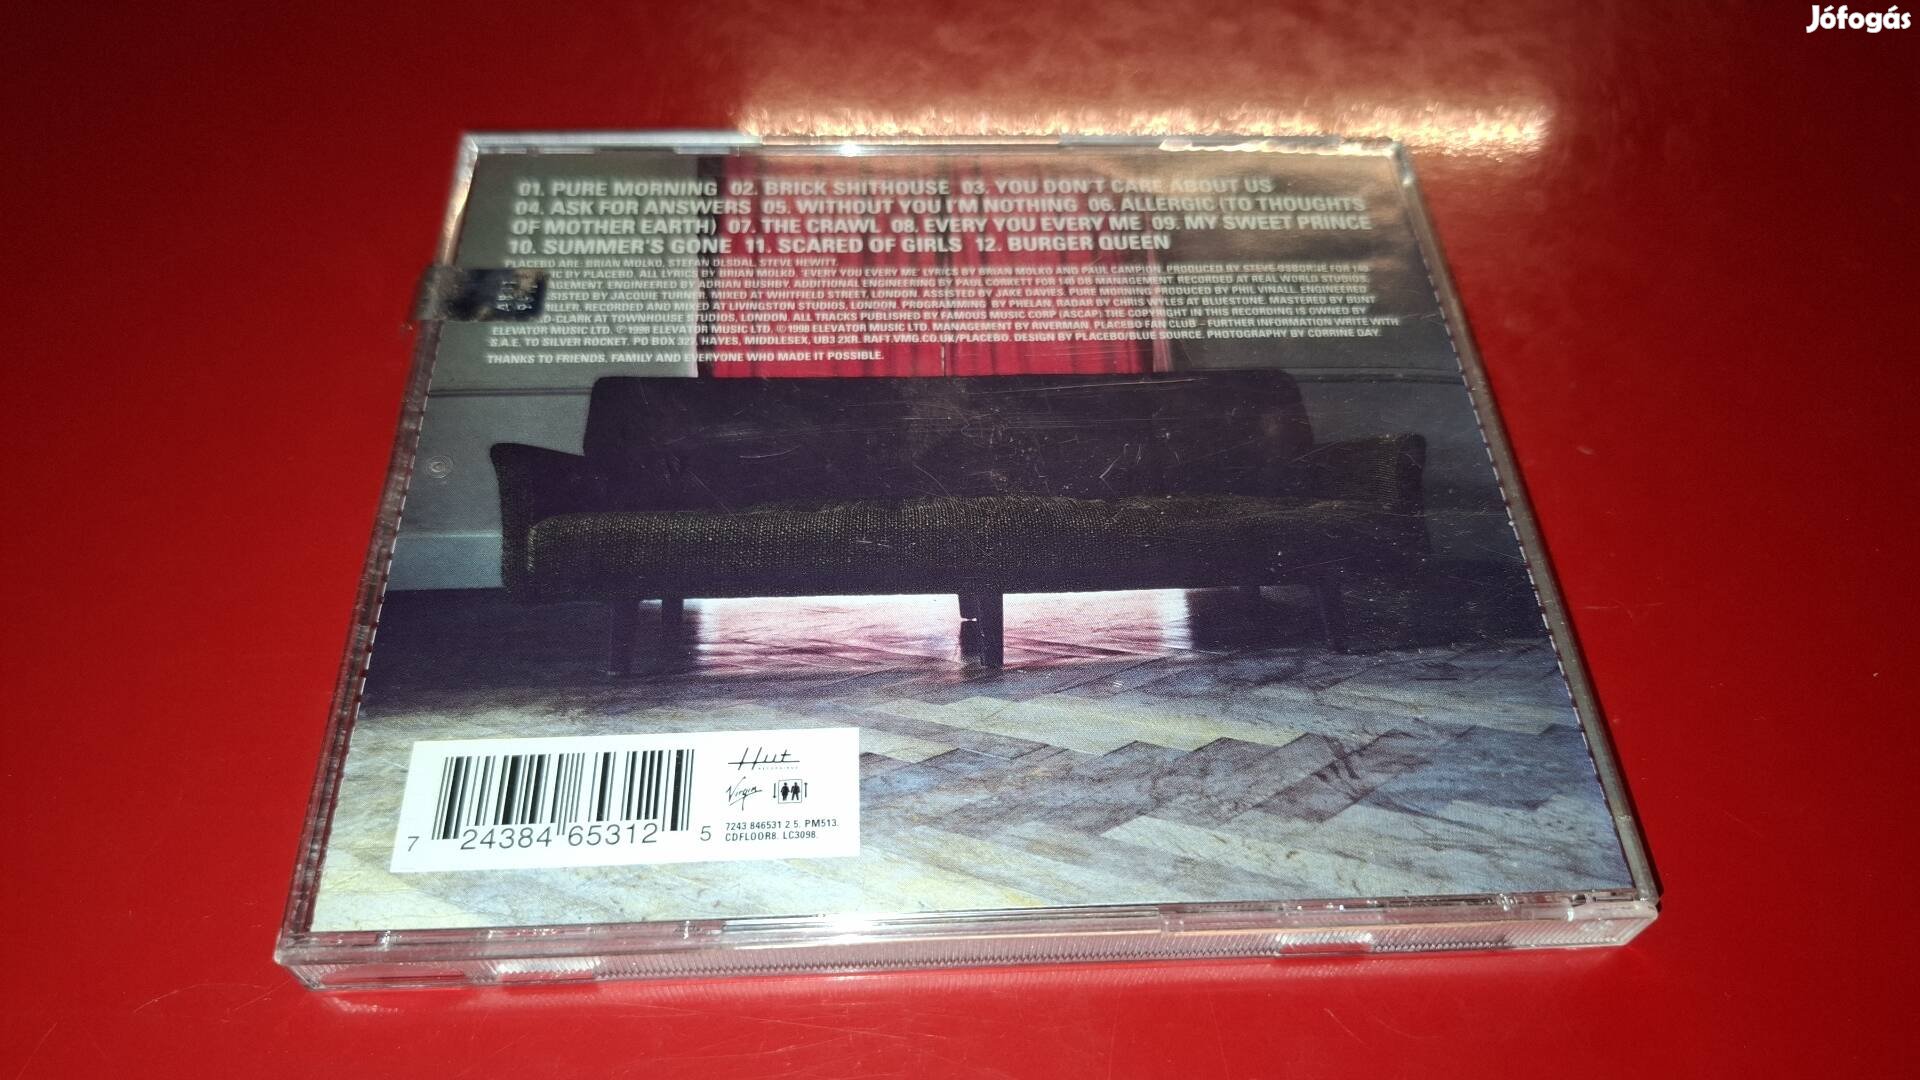 Jófogás
01. PURE MORNING 02. BRICK SHITHOUSE 03. YOU DON'T CARE ABOUT US
04. ASK FOR ANSWERS 05. WITHOUT YOU I'M NOTHING 06. ALLERGIC (TO THOUGHTS
OF MOTHER EARTH) 07. THE CRAWL 08. EVERY YOU EVERY ME 09. MY SWEET PRINCE
10. SUMMER'S GONE 11. SCARED OF GIRLS 12. BURGER QUEEN
PLACEBO ARE: BRIAN MOLKO, STEFAN OLSDAL, STEVE HEWITT.
BY PLACEBO. ALL LYRICS BY BRIAN MOLKO. 'EVERY YOU EVERY ME' LYRICS BY BRIAN MOLKO AND PAUL CAMPION. PRODUCED BY STEVE OSBORNE FOR 140
ENGINEERED BY ADRIAN BUSHBY, ADDITIONAL ENGINEERING BY PAUL CORKETT FOR 140 DB MANAGEMENT. RECORDED AT REAL WORLD STUDIOS.
BY JACQUIE TURNER. MIXED AT WHITFIELD STREET, LONDON. ASSISTED BY JAKE DAVIES. PURE MORNING PRODUCED BY PHIL VINALL. ENGINEERED
RECORDED AND MIXED AT LIVINGSTON STUDIOS, LONDON. PROGRAMMING BY PHELAN. RADAR BY CHRIS WYLES AT BLUESTONE. MASTERED BY BUNT
AT TOWNHOUSE STUDIOS, LONDON. ALL TRACKS PUBLISHED BY FAMOUS MUSIC CORP (ASCAP). THE COPYRIGHT IN THIS RECORDING IS OWNED BY
ELEVATOR MUSIC LTD. ℗ 1998 ELEVATOR MUSIC LTD. © 1998 ELEVATOR MUSIC LTD. MANAGEMENT BY RIVERMAN. PLACEBO FAN CLUB – FURTHER INFORMATION WRITE WITH
S.A.E. TO SILVER ROCKET. PO BOX 322, HAYES, MIDDLESEX, UB3 2XR. RAFT.VMG.CO.UK/PLACEBO. DESIGN BY PLACEBO/BLUE SOURCE. PHOTOGRAPHY BY CORRINE DAY.
THANKS TO FRIENDS, FAMILY AND EVERYONE WHO MADE IT POSSIBLE.
Hut
RECORDINGS
Virgin
7243 846531 2 5. PM513.
CDFLOOR8. LC3098.
7 24384 65312 5